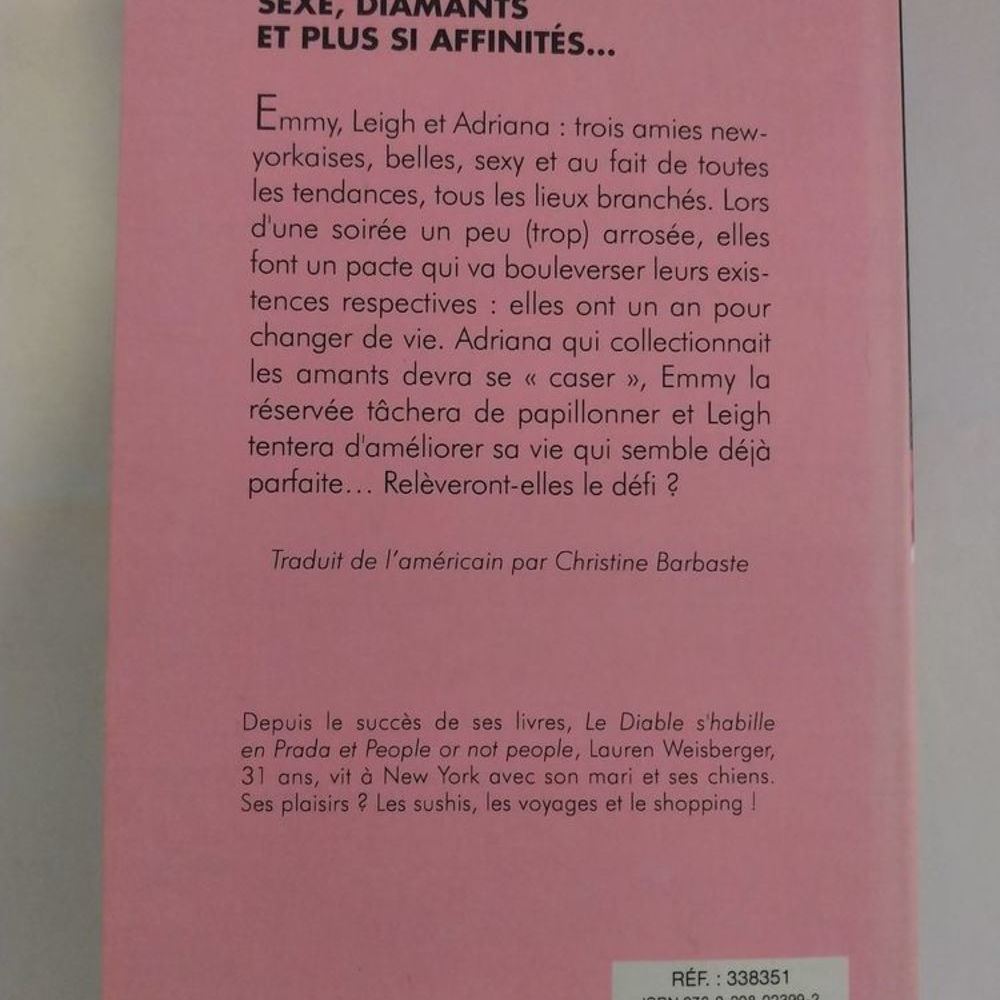 SEXE, DIAMANTS
ET PLUS SI AFFINITÉS...
Emmy, Leigh et Adriana : trois amies new-
yorkaises, belles, sexy et au fait de toutes
les tendances, tous les lieux branchés. Lors
d'une soirée un peu (trop) arrosée, elles
font un pacte qui va bouleverser leurs exis-
tences respectives : elles ont un an pour
changer de vie. Adriana qui collectionnait
les amants devra se « caser », Emmy la
réservée tâchera de papillonner et Leigh
tentera d'améliorer sa vie qui semble déjà
parfaite... Relèveront-elles le défi ?
Traduit de l'américain par Christine Barbaste
Depuis le succès de ses livres, Le Diable s'habille
en Prada et People or not people, Lauren Weisberger,
31 ans, vit à New York avec son mari et ses chiens.
Ses plaisirs ? Les sushis, les voyages et le shopping !
RÉF. : 338351